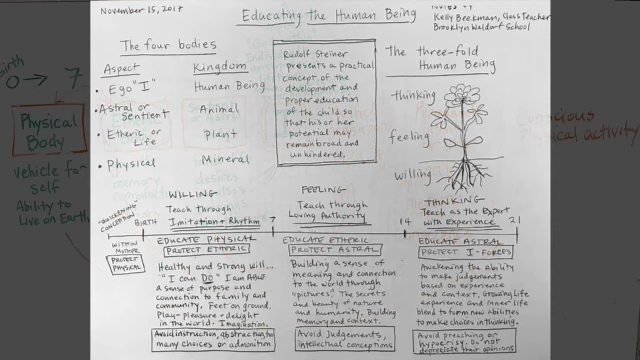 November 15, 2017
Educating the Human Being
Kelly Beekman, Class Teacher
Brooklyn Waldorf School
The four bodies
Aspect Kingdom
• Ego "I" Human Being
• Astral or Sentient Animal
• Etheric or Life Plant
• Physical Mineral
Rudolf Steiner
presents a practical
concept of the
development and
proper education
of the child so
that his or her
potential may
remain broad and
unhindered.
The three-fold
Human Being
thinking
feeling
willing
birth
0 → 7
Physical
Body
Vehicle for
Self
Ability to
Live on Earth
physical activity
WILLING
Teach through
Imitation + Rhythm
FEELING
Teach through
Loving Authority
THINKING
Teach as the Expert
with Experience
CONCEPTION
BIRTH 7 14 21
WITHIN
MOTHER
PROTECT
PHYSICAL
EDUCATE PHYSICAL
PROTECT ETHERIC
Healthy and strong will...
"I can DO" I am ABLE
a sense of purpose and
connection to family and
community. Feet on ground.
Play-pleasure-delight
in the world. Imagination.
Avoid instruction, abstraction, too
many choices or admonition
EDUCATE ETHERIC
PROTECT ASTRAL
Building a sense of
meaning and connection
to the world through
"pictures". The secrets
and beauty of nature
and humanity. Building
memory and context.
Avoid Judgements,
intellectual conceptions
EDUCATE ASTRAL
PROTECT I-FORCES
Awakening the ability
to make judgements
based on experience
and context. Growing life
experience and inner life
blend to form new abilities
to make choices in thinking.
Avoid preaching or
hypocrisy. Do not
depreciate their opinions